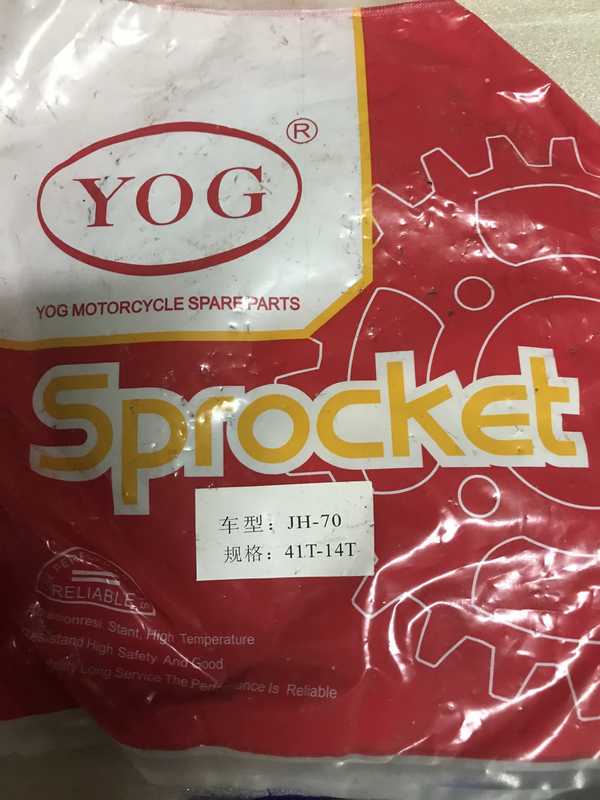 YOG
®
YOG MOTORCYCLE SPARE PARTS
Sprocket
车型：JH-70
规格：41T-14T
RELIABLE
Stant, High Temperature
High Safety And Good
Long Service The Is Reliable